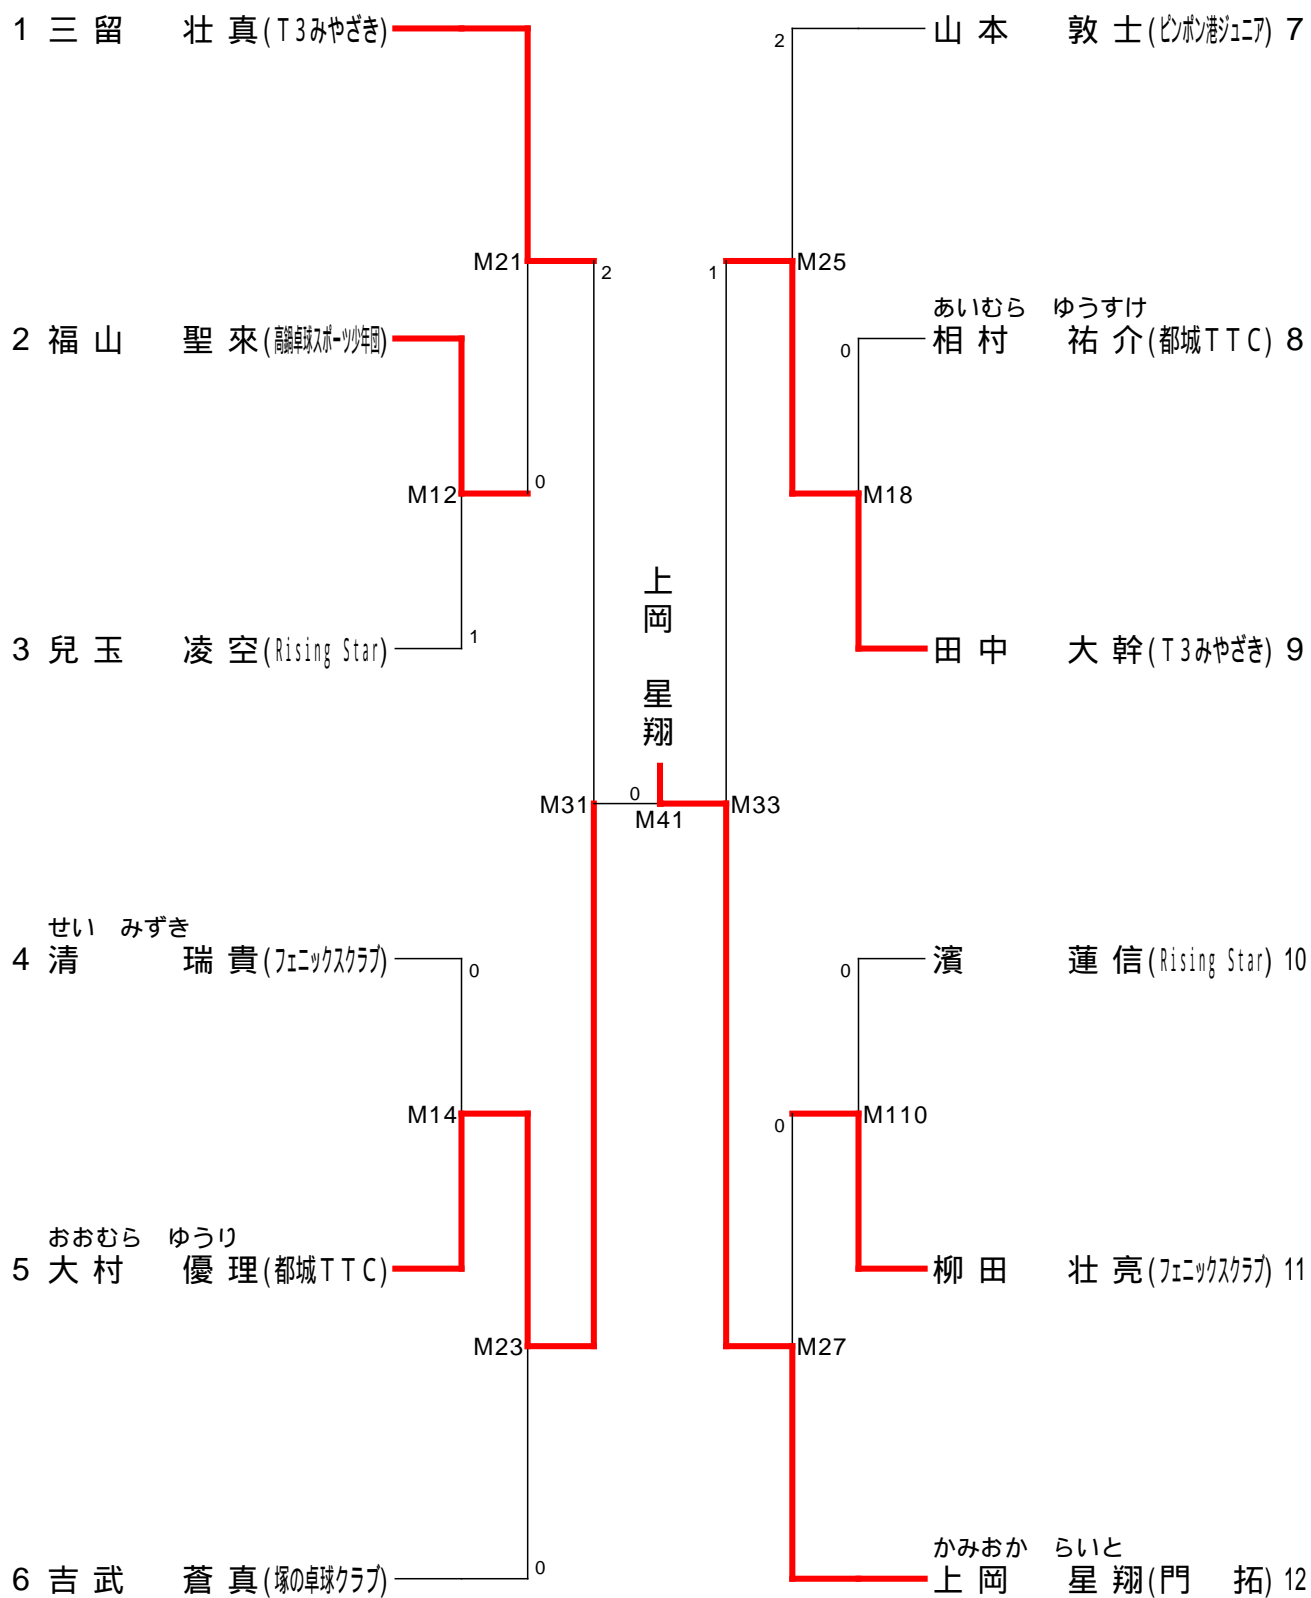 1 三留 壮真(T3みやざき)
M21
2
2 福山 聖來(高鍋卓球スポーツ少年団)
M12
0
3 兒玉 凌空(Rising Star)
1
M31
せい みずき
4 清 瑞貴(フェニックスクラブ)
0
0
M14
おおむら ゆうり
5 大村 優理(都城TTC)
M23
6 吉武 蒼真(塚の卓球クラブ)
0
上岡 星翔
0
M41
2
山本 敦士(ピンポン港ジュニア) 7
1
M25
あいむら ゆうすけ
相村 祐介(都城TTC) 8
0
0
M18
田中 大幹(T3みやざき) 9
M33
濱 蓮信(Rising Star) 10
0
0
M110
0
柳田 壮亮(フェニックスクラブ) 11
M27
かみおか らいと
上岡 星翔(門 拓) 12